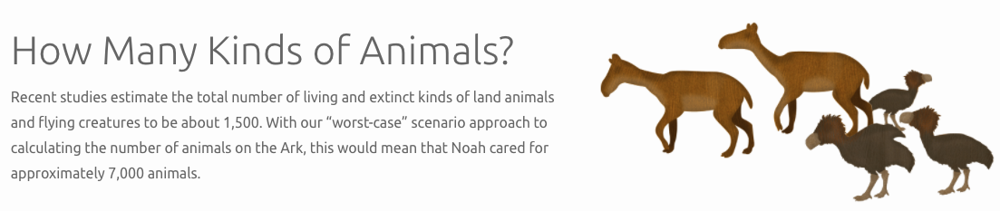 How Many Kinds of Animals?
Recent studies estimate the total number of living and extinct kinds of land animals
and flying creatures to be about 1,500. With our “worst-case” scenario approach to
calculating the number of animals on the Ark, this would mean that Noah cared for
approximately 7,000 animals.